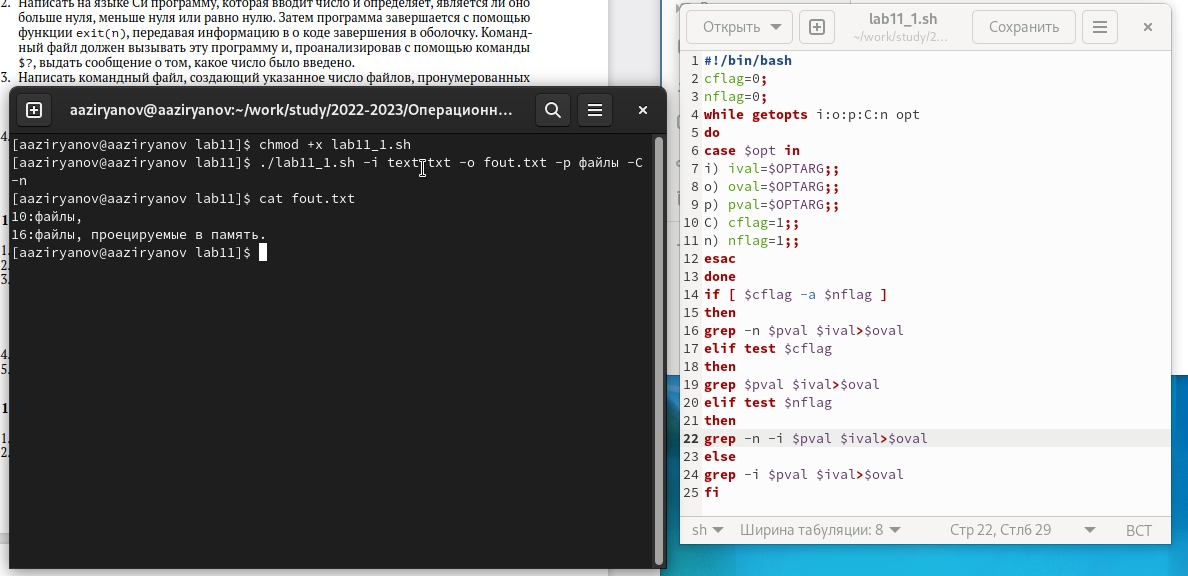 2. Написать на языке Си программу, которая вводит число и определяет, является ли оно
больше нуля, меньше нуля или равно нулю. Затем программа завершается с помощью
функции exit(n), передавая информацию в о коде завершения в оболочку. Команд-
ный файл должен вызывать эту программу и, проанализировав с помощью команды
$?, выдать сообщение о том, какое число было введено.
3. Написать командный файл, создающий указанное число файлов, пронумерованных
aaziryanov@aaziryanov:~/work/study/2022-2023/Операционн...
[aaziryanov@aaziryanov lab11]$ chmod +x lab11_1.sh
[aaziryanov@aaziryanov lab11]$ ./lab11_1.sh -i text.txt -o fout.txt -p файлы -C
-n
[aaziryanov@aaziryanov lab11]$ cat fout.txt
10:файлы,
16:файлы, проецируемые в память.
[aaziryanov@aaziryanov lab11]$
4.
1
1.
2.
3.
4.
5.
1
1.
2.
Открыть
lab11_1.sh
~/work/study/2...
Сохранить
1 #!/bin/bash
2 cflag=0;
3 nflag=0;
4 while getopts i:o:p:C:n opt
5 do
6 case $opt in
7 i) ival=$OPTARG;;
8 o) oval=$OPTARG;;
9 p) pval=$OPTARG;;
10 C) cflag=1;;
11 n) nflag=1;;
12 esac
13 done
14 if [ $cflag -a $nflag ]
15 then
16 grep -n $pval $ival>$oval
17 elif test $cflag
18 then
19 grep $pval $ival>$oval
20 elif test $nflag
21 then
22 grep -n -i $pval $ival>$oval
23 else
24 grep -i $pval $ival>$oval
25 fi
sh
Ширина табуляции: 8
Стр 22, Стлб 29
ВСТ